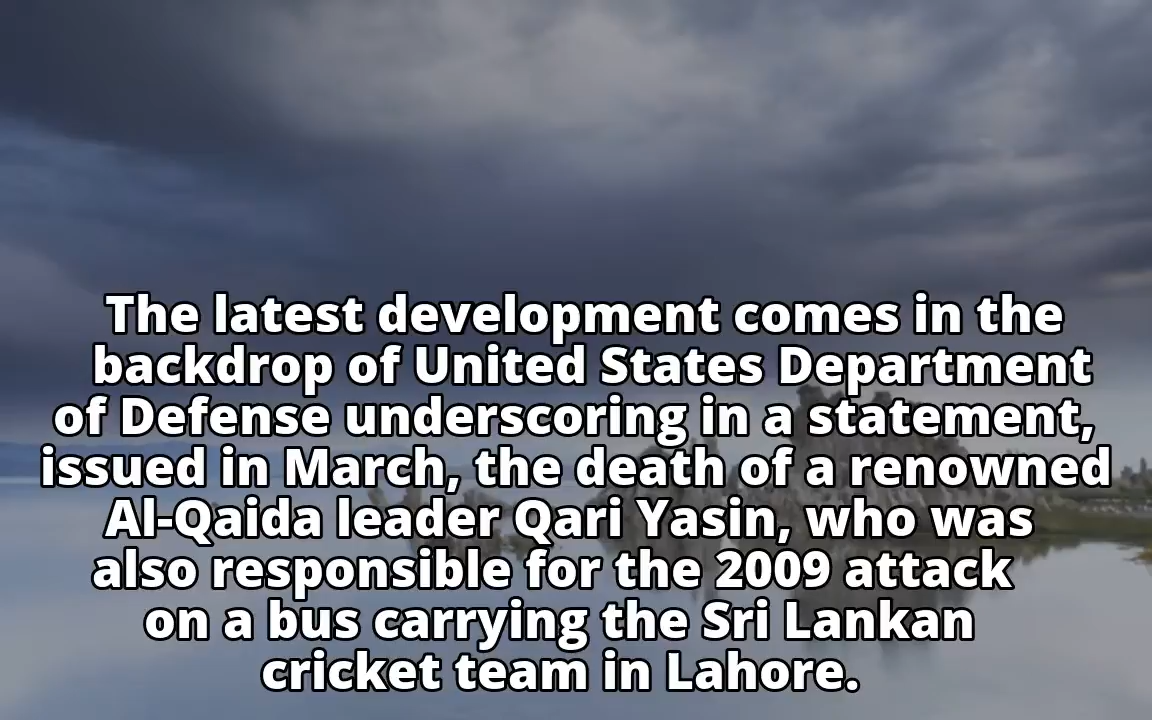 The latest development comes in the
backdrop of United States Department
of Defense underscoring in a statement,
issued in March, the death of a renowned
Al-Qaida leader Qari Yasin, who was
also responsible for the 2009 attack
on a bus carrying the Sri Lankan
cricket team in Lahore.